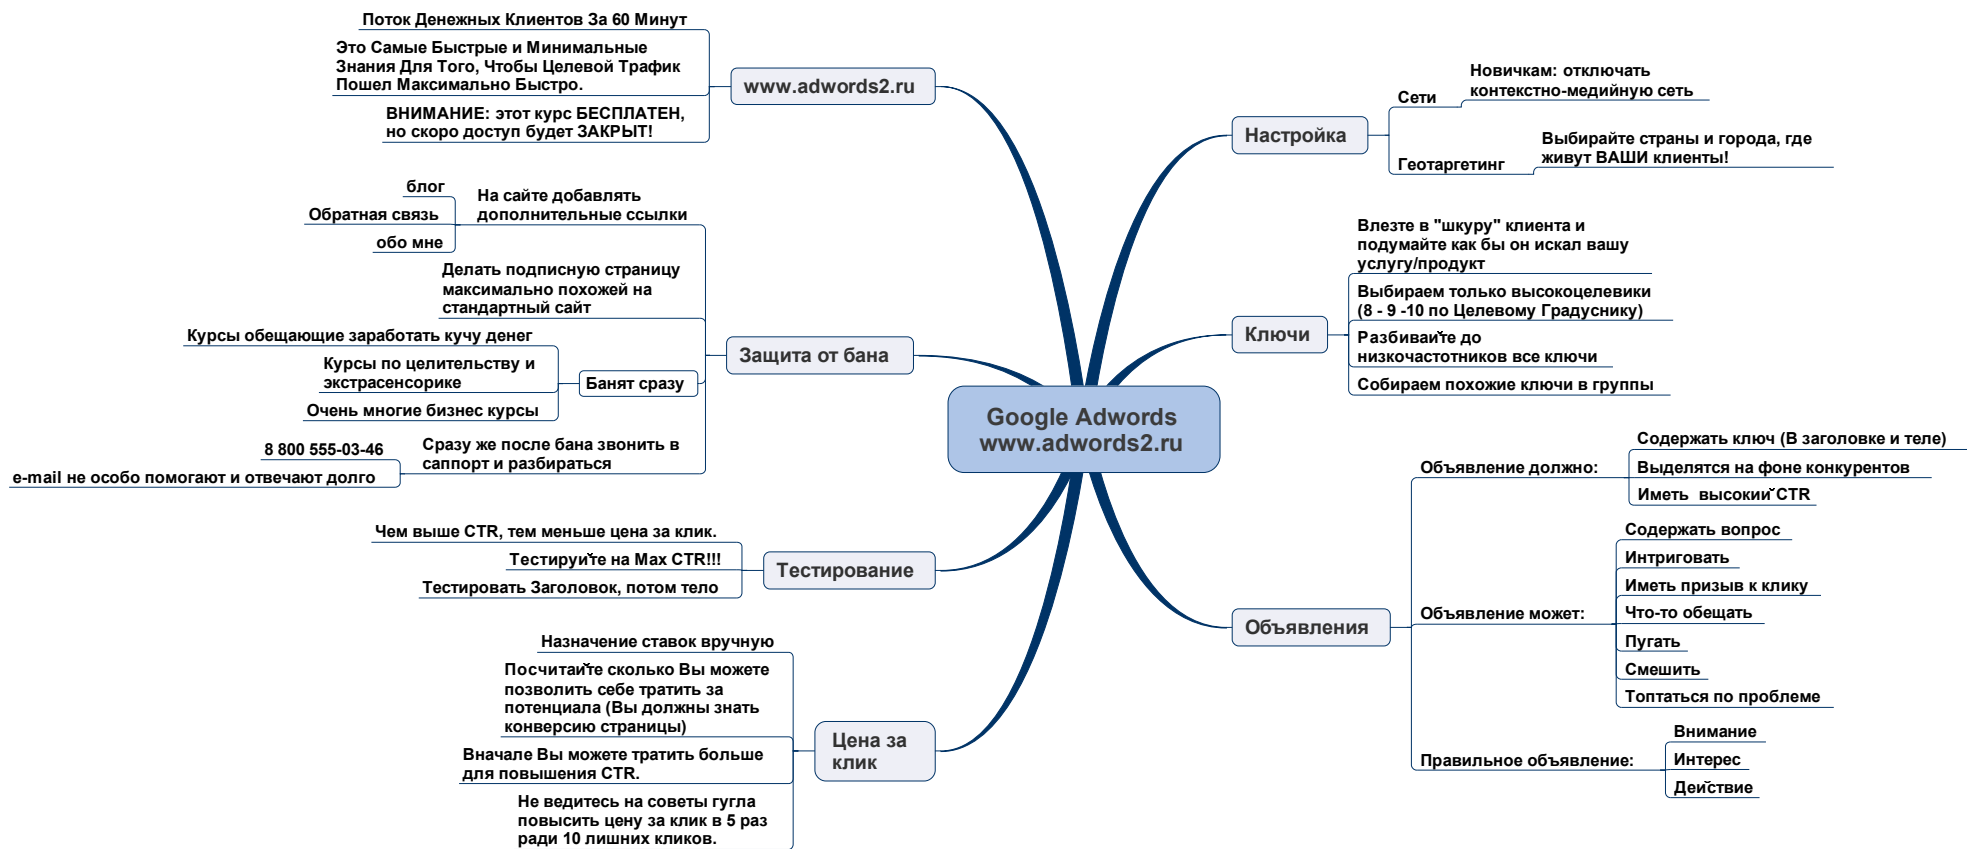 Google Adwords
www.adwords2.ru
www.adwords2.ru
Поток Денежных Клиентов За 60 Минут
Это Самые Быстрые и Минимальные
Знания Для Того, Чтобы Целевой Трафик
Пошел Максимально Быстро.
ВНИМАНИЕ: этот курс БЕСПЛАТЕН,
но скоро доступ будет ЗАКРЫТ!
Защита от бана
На сайте добавлять
дополнительные ссылки
блог
Обратная связь
обо мне
Делать подписную страницу
максимально похожей на
стандартный сайт
Банят сразу
Курсы обещающие заработать кучу денег
Курсы по целительству и
экстрасенсорике
Очень многие бизнес курсы
Сразу же после бана звонить в
саппорт и разбираться
8 800 555-03-46
e-mail не особо помогают и отвечают долго
Тестирование
Чем выше CTR, тем меньше цена за клик.
Тестируйте на Max CTR!!!
Тестировать Заголовок, потом тело
Цена за
клик
Назначение ставок вручную
Посчитайте сколько Вы можете
позволить себе тратить за
потенциала (Вы должны знать
конверсию страницы)
Вначале Вы можете тратить больше
для повышения CTR.
Не ведитесь на советы гугла
повысить цену за клик в 5 раз
ради 10 лишних кликов.
Настройка
Сети
Новичкам: отключать
контекстно-медийную сеть
Геотаргетинг
Выбирайте страны и города, где
живут ВАШИ клиенты!
Ключи
Влезте в "шкуру" клиента и
подумайте как бы он искал вашу
услугу/продукт
Выбираем только высокоцелевики
(8 - 9 -10 по Целевому Градуснику)
Разбивайте до
низкочастотников все ключи
Собираем похожие ключи в группы
Объявления
Объявление должно:
Содержать ключ (В заголовке и теле)
Выделятся на фоне конкурентов
Иметь высокий CTR
Объявление может:
Содержать вопрос
Интриговать
Иметь призыв к клику
Что-то обещать
Пугать
Смешить
Топтаться по проблеме
Правильное объявление:
Внимание
Интерес
Действие